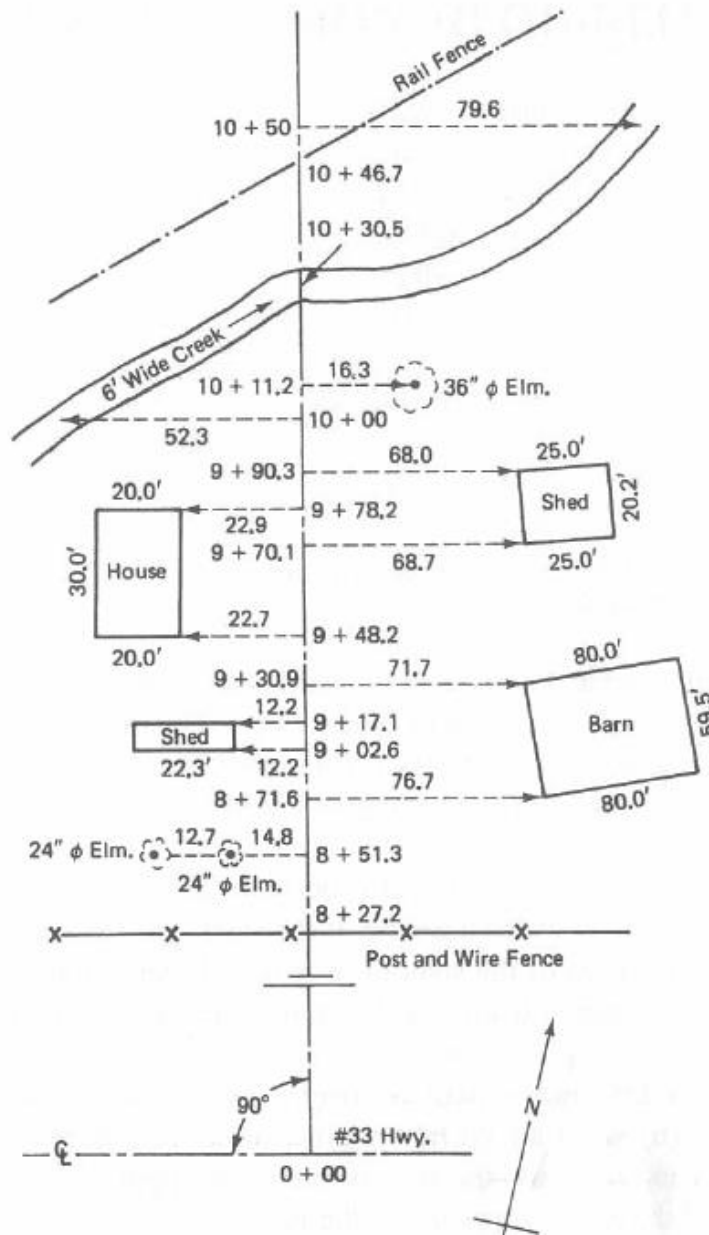 Rail Fence
79.6
10 + 50
10 + 46.7
10 + 30.5
6' Wide Creek
16.3
10 + 11.2
36" ϕ Elm.
10 + 00
52.3
9 + 90.3
68.0
25.0'
Shed
20.2'
25.0'
20.0'
22.9
9 + 78.2
9 + 70.1
68.7
30.0'
House
22.7
9 + 48.2
20.0'
9 + 30.9
71.7
80.0'
Barn
59.5'
80.0'
12.2
9 + 17.1
Shed
9 + 02.6
22.3'
12.2
8 + 71.6
76.7
24" ϕ Elm.
12.7
14.8
8 + 51.3
24" ϕ Elm.
8 + 27.2
X X X X X
Post and Wire Fence
90°
N
℄
#33 Hwy.
0 + 00